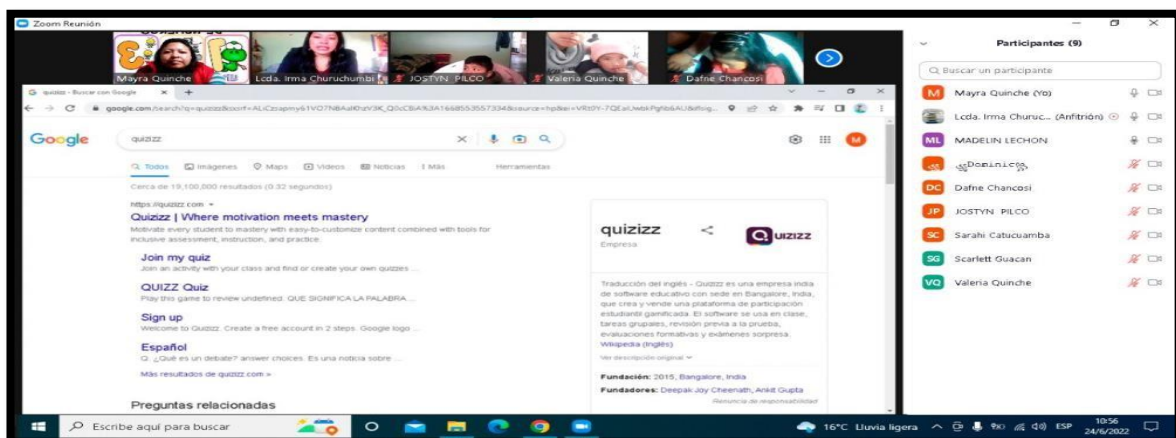 Zoom Reunión
Mayra Quinche
Lcda. Irma Churuchumbi
JOSTYN PILCO
Valeria Quinche
Dafne Chancosi
quizizz - Buscar con Google
Google
quizizz
Todos
Imágenes
Maps
Videos
Noticias
Más
Herramientas
Cerca de 19,100,000 resultados (0.32 segundos)
https://quizizz.com
Quizizz | Where motivation meets mastery
Motivate every student to mastery with easy-to-customize content combined with tools for
inclusive assessment, instruction, and practice.
Join my quiz
Join an activity with your class and find or create your own quizzes ...
QUIZZ Quiz
Play this game to review undefined. QUE SIGNIFICA LA PALABRA ...
Sign up
Welcome to Quizizz. Create a free account in 2 steps. Google logo ...
Español
Q. ¿Qué es un debate? answer choices. Es una noticia sobre ...
Más resultados de quizizz.com »
Preguntas relacionadas
quizizz
Empresa
QUIZIZZ
Traducción del inglés - Quizizz es una empresa india
de software educativo con sede en Bangalore, India,
que crea y vende una plataforma de participación
estudiantil gamificada. El software se usa en clase,
tareas grupales, revisión previa a la prueba,
evaluaciones formativas y exámenes sorpresa.
Wikipedia (Inglés)
Ver descripción original
Fundación: 2015, Bangalore, India
Fundadores: Deepak Joy Cheenath, Ankit Gupta
Renuncia de responsabilidad
Participantes (9)
Buscar un participante
M Mayra Quinche (Yo)
Lcda. Irma Churuc... (Anfitrión)
ML MADELIN LECHON
DC Dafne Chancosi
JP JOSTYN PILCO
SC Sarahi Catucuamba
SG Scarlett Guacan
VQ Valeria Quinche
Escribe aquí para buscar
16°C Lluvia ligera
ESP
10:56
24/6/2022